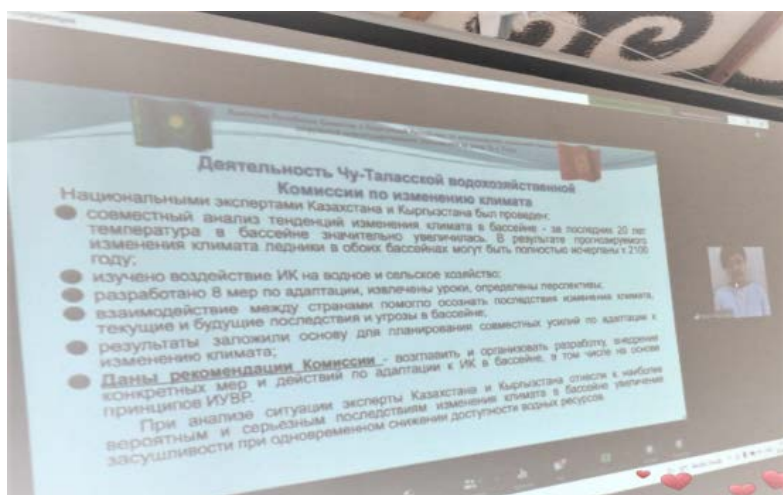 Деятельность Чу-Таласской водохозяйственной
Комиссии по изменению климата
Национальными экспертами Казахстана и Кыргызстана был проведен:
совместный анализ тенденций изменения климата в бассейне - за последних 20 лет
температура в бассейне значительно увеличилась. В результате прогнозируемого
изменения климата ледники в обоих бассейнах могут быть полностью исчерпаны к 2100
году;
изучено воздействие ИК на водное и сельское хозяйство;
разработано 8 мер по адаптации, извлечены уроки, определены перспективы;
взаимодействие между странами помогло осознать последствия изменения климата,
текущие и будущие последствия и угрозы в бассейне;
результаты заложили основу для планирования совместных усилий по адаптации к
изменению климата;
Даны рекомендации Комиссии - возглавить и организовать разработку, внедрение
конкретных мер и действий по адаптации к ИК в бассейне, в том числе на основе
принципов ИУВР.
При анализе ситуации эксперты Казахстана и Кыргызстана отнесли к наиболее
вероятным и серьезным последствиям изменения климата в бассейне увеличение
засушливости при одновременном снижении доступности водных ресурсов.